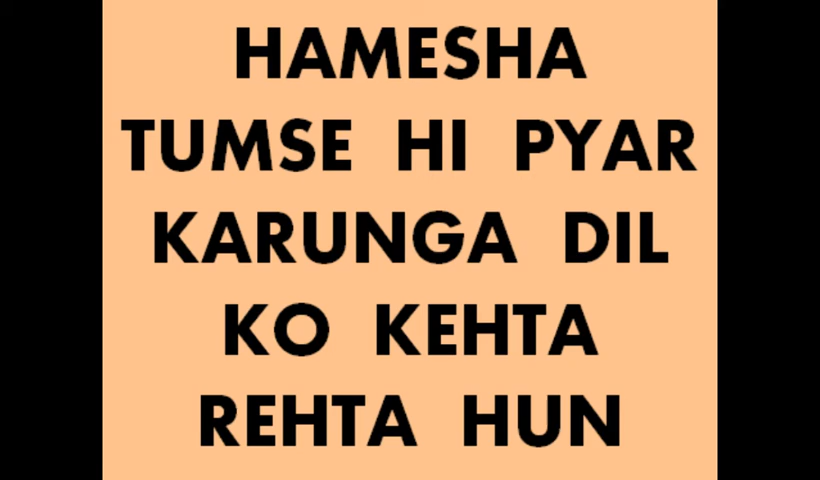 HAMESHA
TUMSE HI PYAR
KARUNGA DIL
KO KEHTA
REHTA HUN